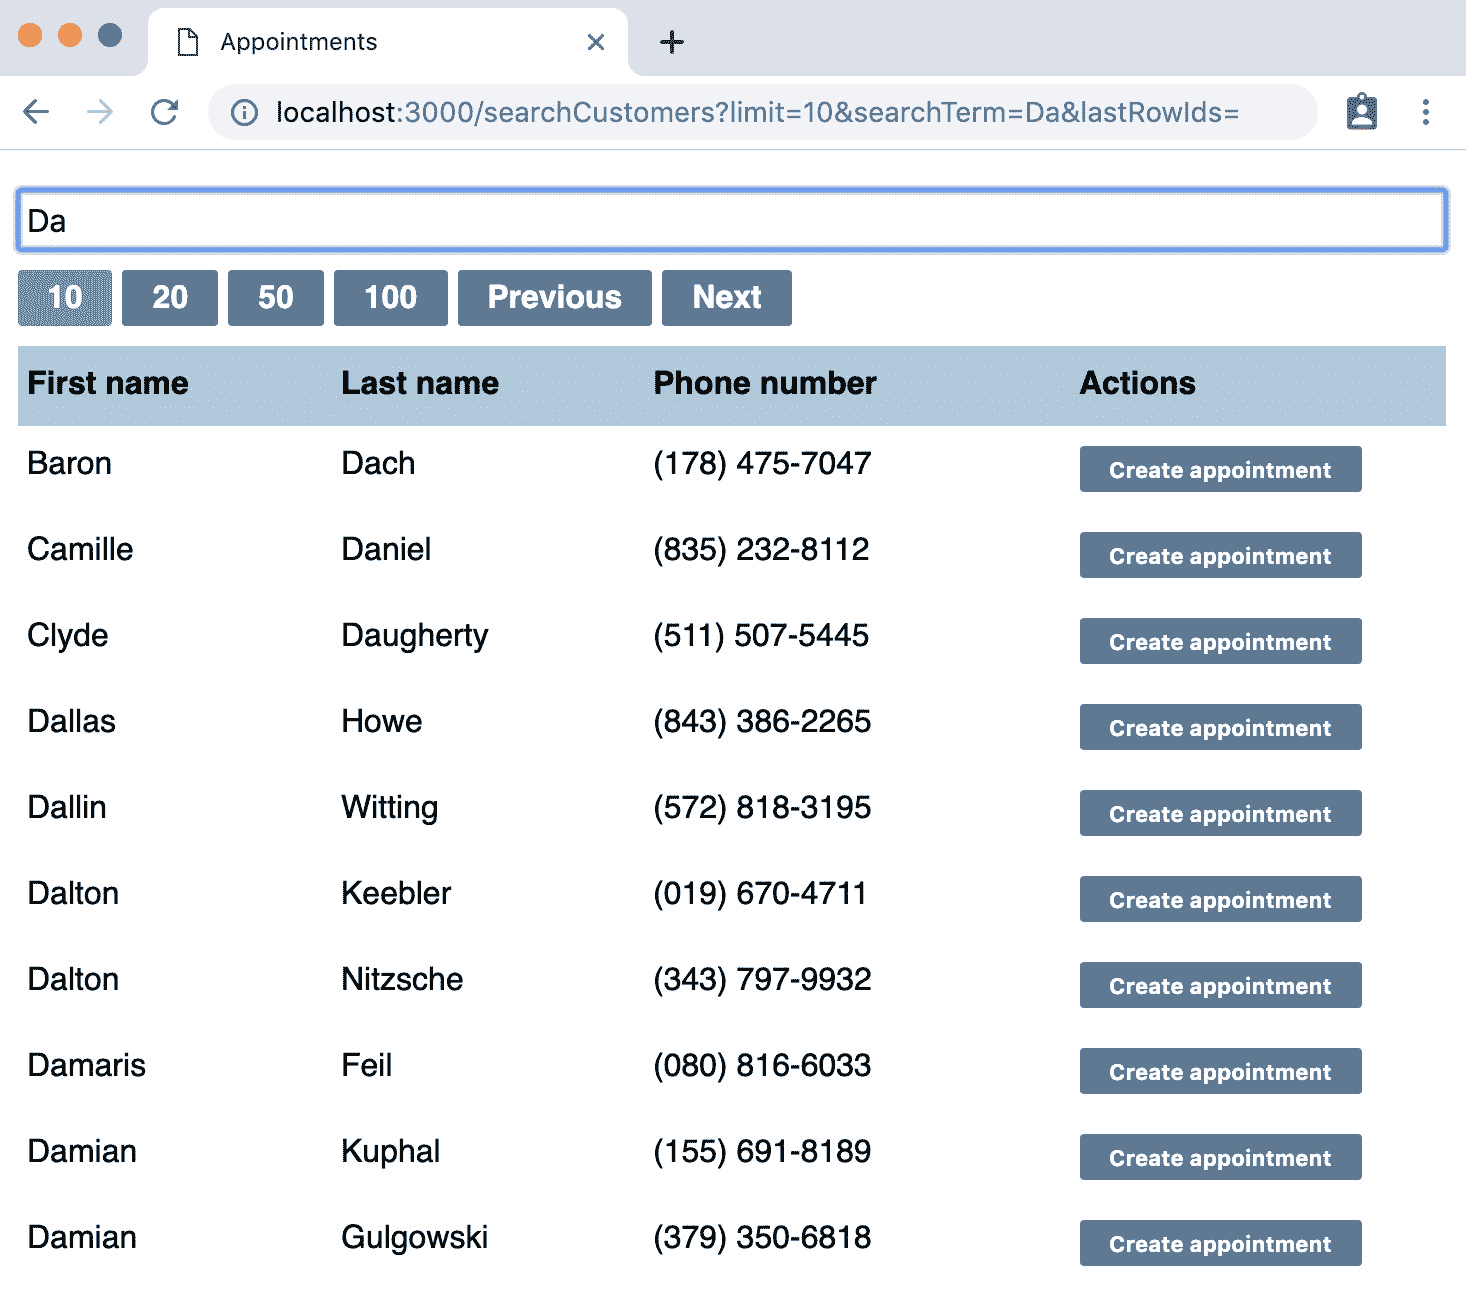 Appointments
localhost:3000/searchCustomers?limit=10&searchTerm=Da&lastRowIds=
Da
10 20 50 100 Previous Next
First name Last name Phone number Actions
Baron Dach (178) 475-7047 Create appointment
Camille Daniel (835) 232-8112 Create appointment
Clyde Daugherty (511) 507-5445 Create appointment
Dallas Howe (843) 386-2265 Create appointment
Dallin Witting (572) 818-3195 Create appointment
Dalton Keebler (019) 670-4711 Create appointment
Dalton Nitzsche (343) 797-9932 Create appointment
Damaris Feil (080) 816-6033 Create appointment
Damian Kuphal (155) 691-8189 Create appointment
Damian Gulgowski (379) 350-6818 Create appointment